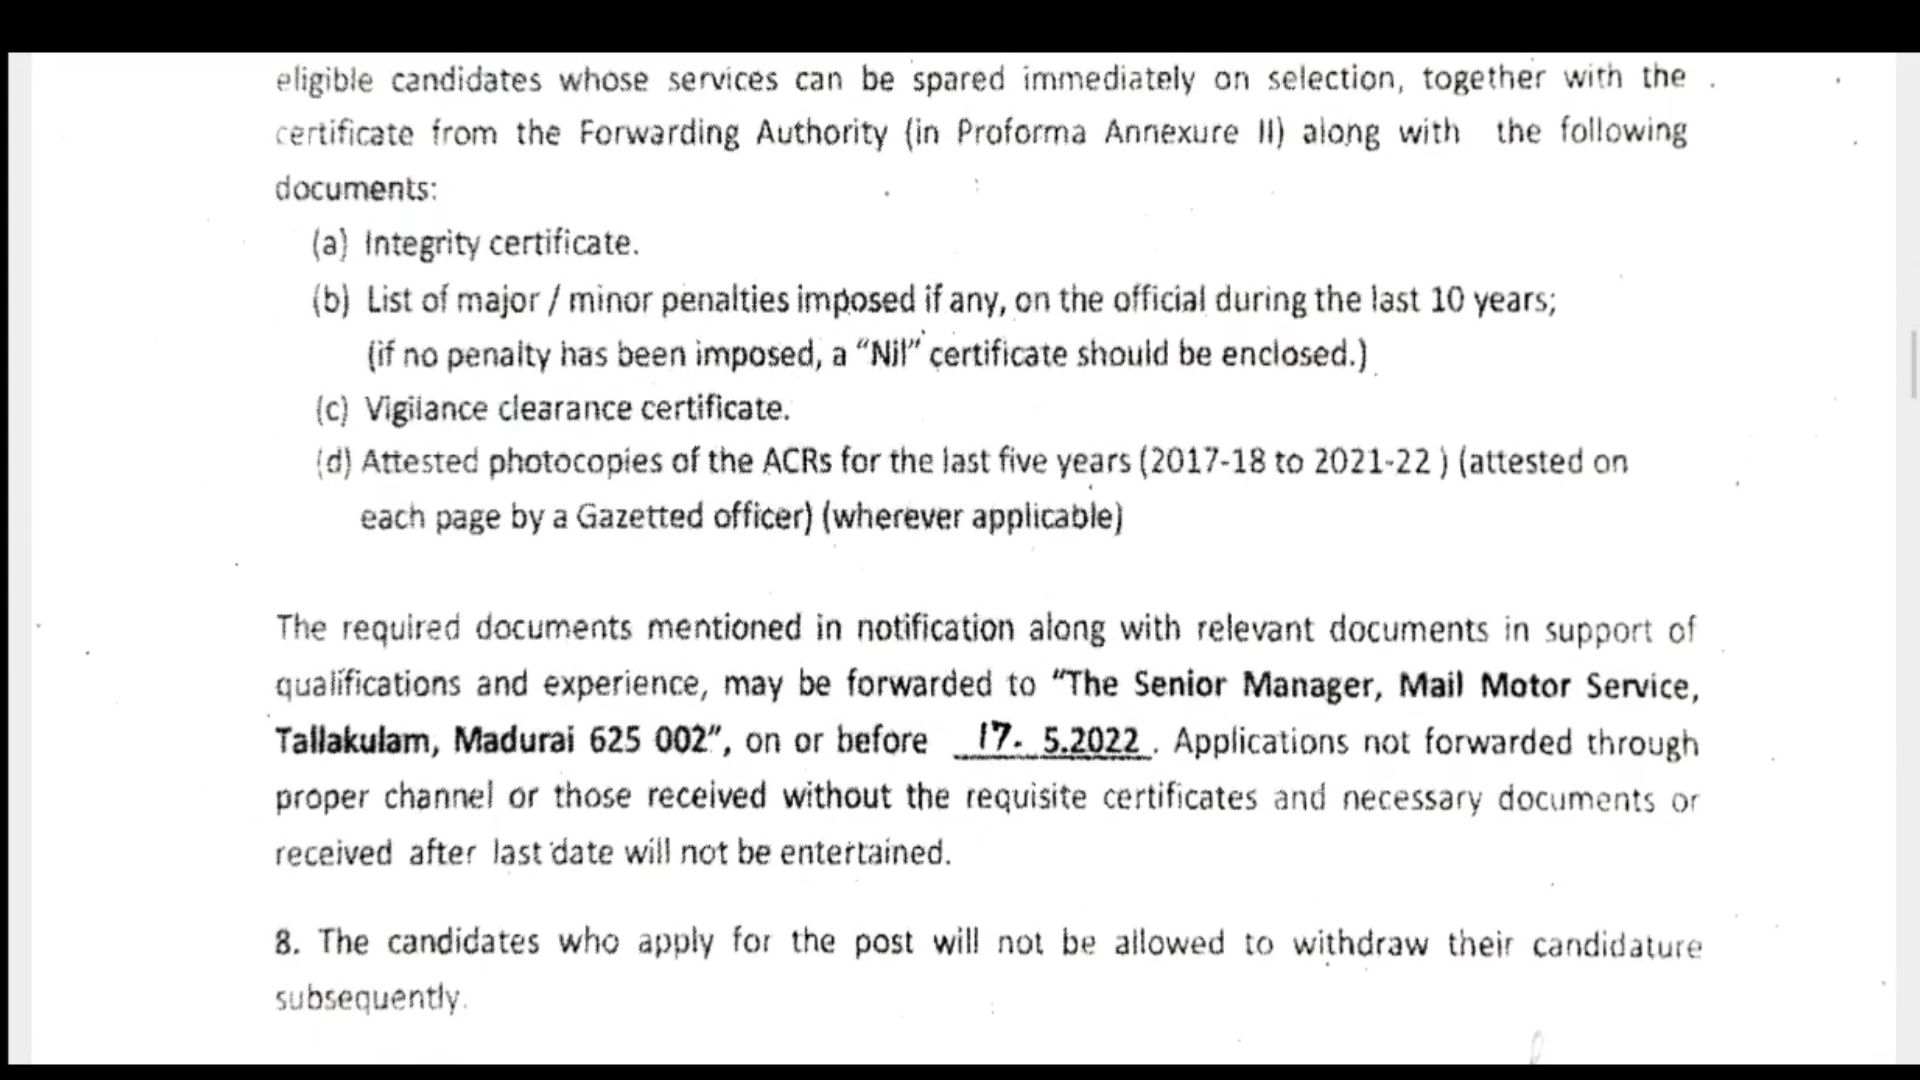 eligible candidates whose services can be spared immediately on selection, together with the
certificate from the Forwarding Authority (in Proforma Annexure II) along with the following
documents:
(a) Integrity certificate.
(b) List of major / minor penalties imposed if any, on the official during the last 10 years;
(if no penalty has been imposed, a “Nil” certificate should be enclosed.)
(c) Vigilance clearance certificate.
(d) Attested photocopies of the ACRs for the last five years (2017-18 to 2021-22 ) (attested on
each page by a Gazetted officer) (wherever applicable)
The required documents mentioned in notification along with relevant documents in support of
qualifications and experience, may be forwarded to “The Senior Manager, Mail Motor Service,
Tallakulam, Madurai 625 002”, on or before 17. 5.2022 . Applications not forwarded through
proper channel or those received without the requisite certificates and necessary documents or
received after last date will not be entertained.
8. The candidates who apply for the post will not be allowed to withdraw their candidature
subsequently.